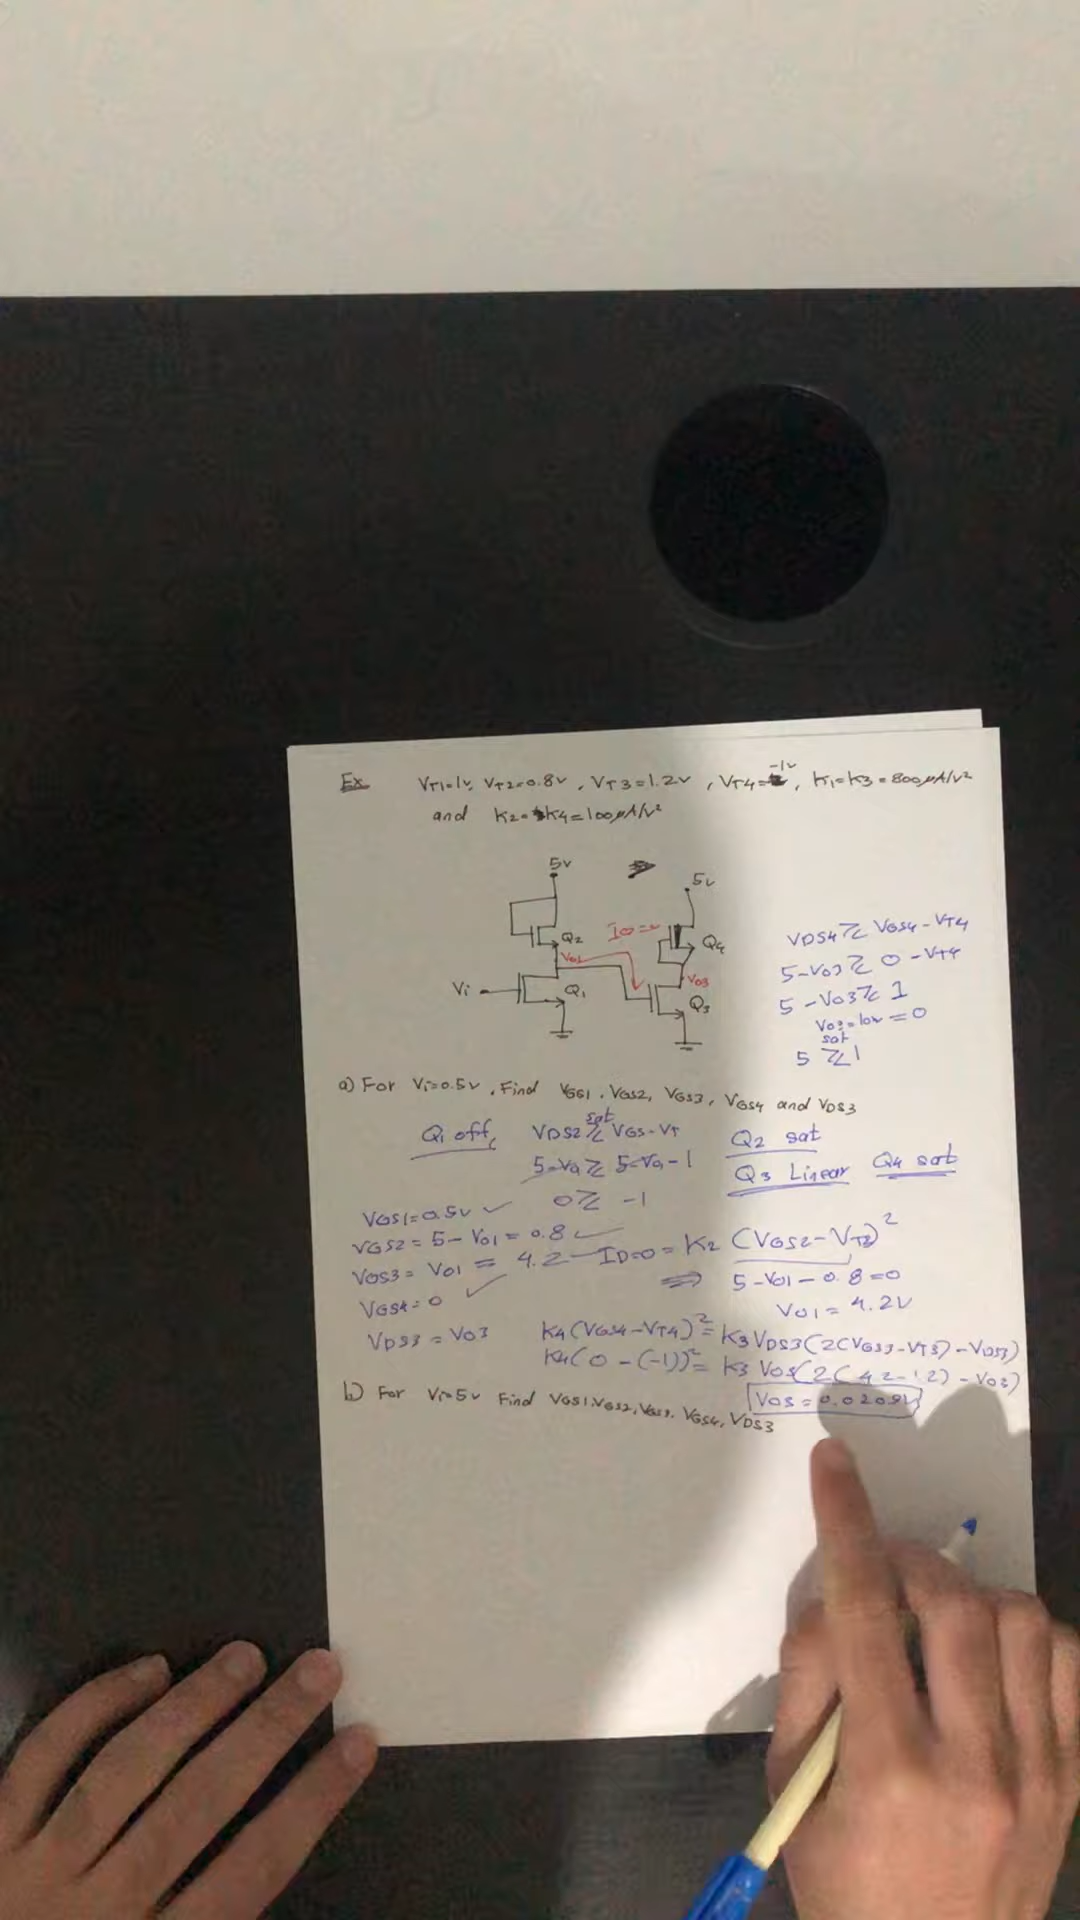 Ex VT1=1v, VT2=0.8v, VT3=1.2v, VT4=-1v, K1=K3=800μA/v²
and K2=K4=100μA/v²
5v
5v
Q2
ID=0
Q4
Vo1
Vo3
Vi
Q1
Q3
VDS4 ≥ VGS4-VT4
5-Vo3 ≥ 0-VT4
5-Vo3 ≥ 1
Vo3=low=0
sat
5 ≥ 1
a) For Vi=0.5v, Find VGS1, VGS2, VGS3, VGS4 and VDS3
Q1 off, VDS2 sat ≥ VGS-VT Q2 sat
5-Vo ≥ 5-Vo-1 Q3 Linear Q4 sat
0 ≥ -1
VGS1=0.5v ✓
VGS2=5-Vo1=0.8 ✓ ID=0=K2(VGS2-VT2)²
VGS3=Vo1=4.2 ⇒ 5-Vo1-0.8=0
VGS4=0 ✓ Vo1=4.2V
VDS3=Vo3 K4(VGS4-VT4)²=K3VDS3(2(VGS3-VT3)-VDS3)
K4(0-(-1))²=K3 Vo3(2(4.2-1.2)-Vo3)
Vo3=0.0209V
b) For Vi=5v Find VGS1, VGS2, VGS3, VGS4, VDS3